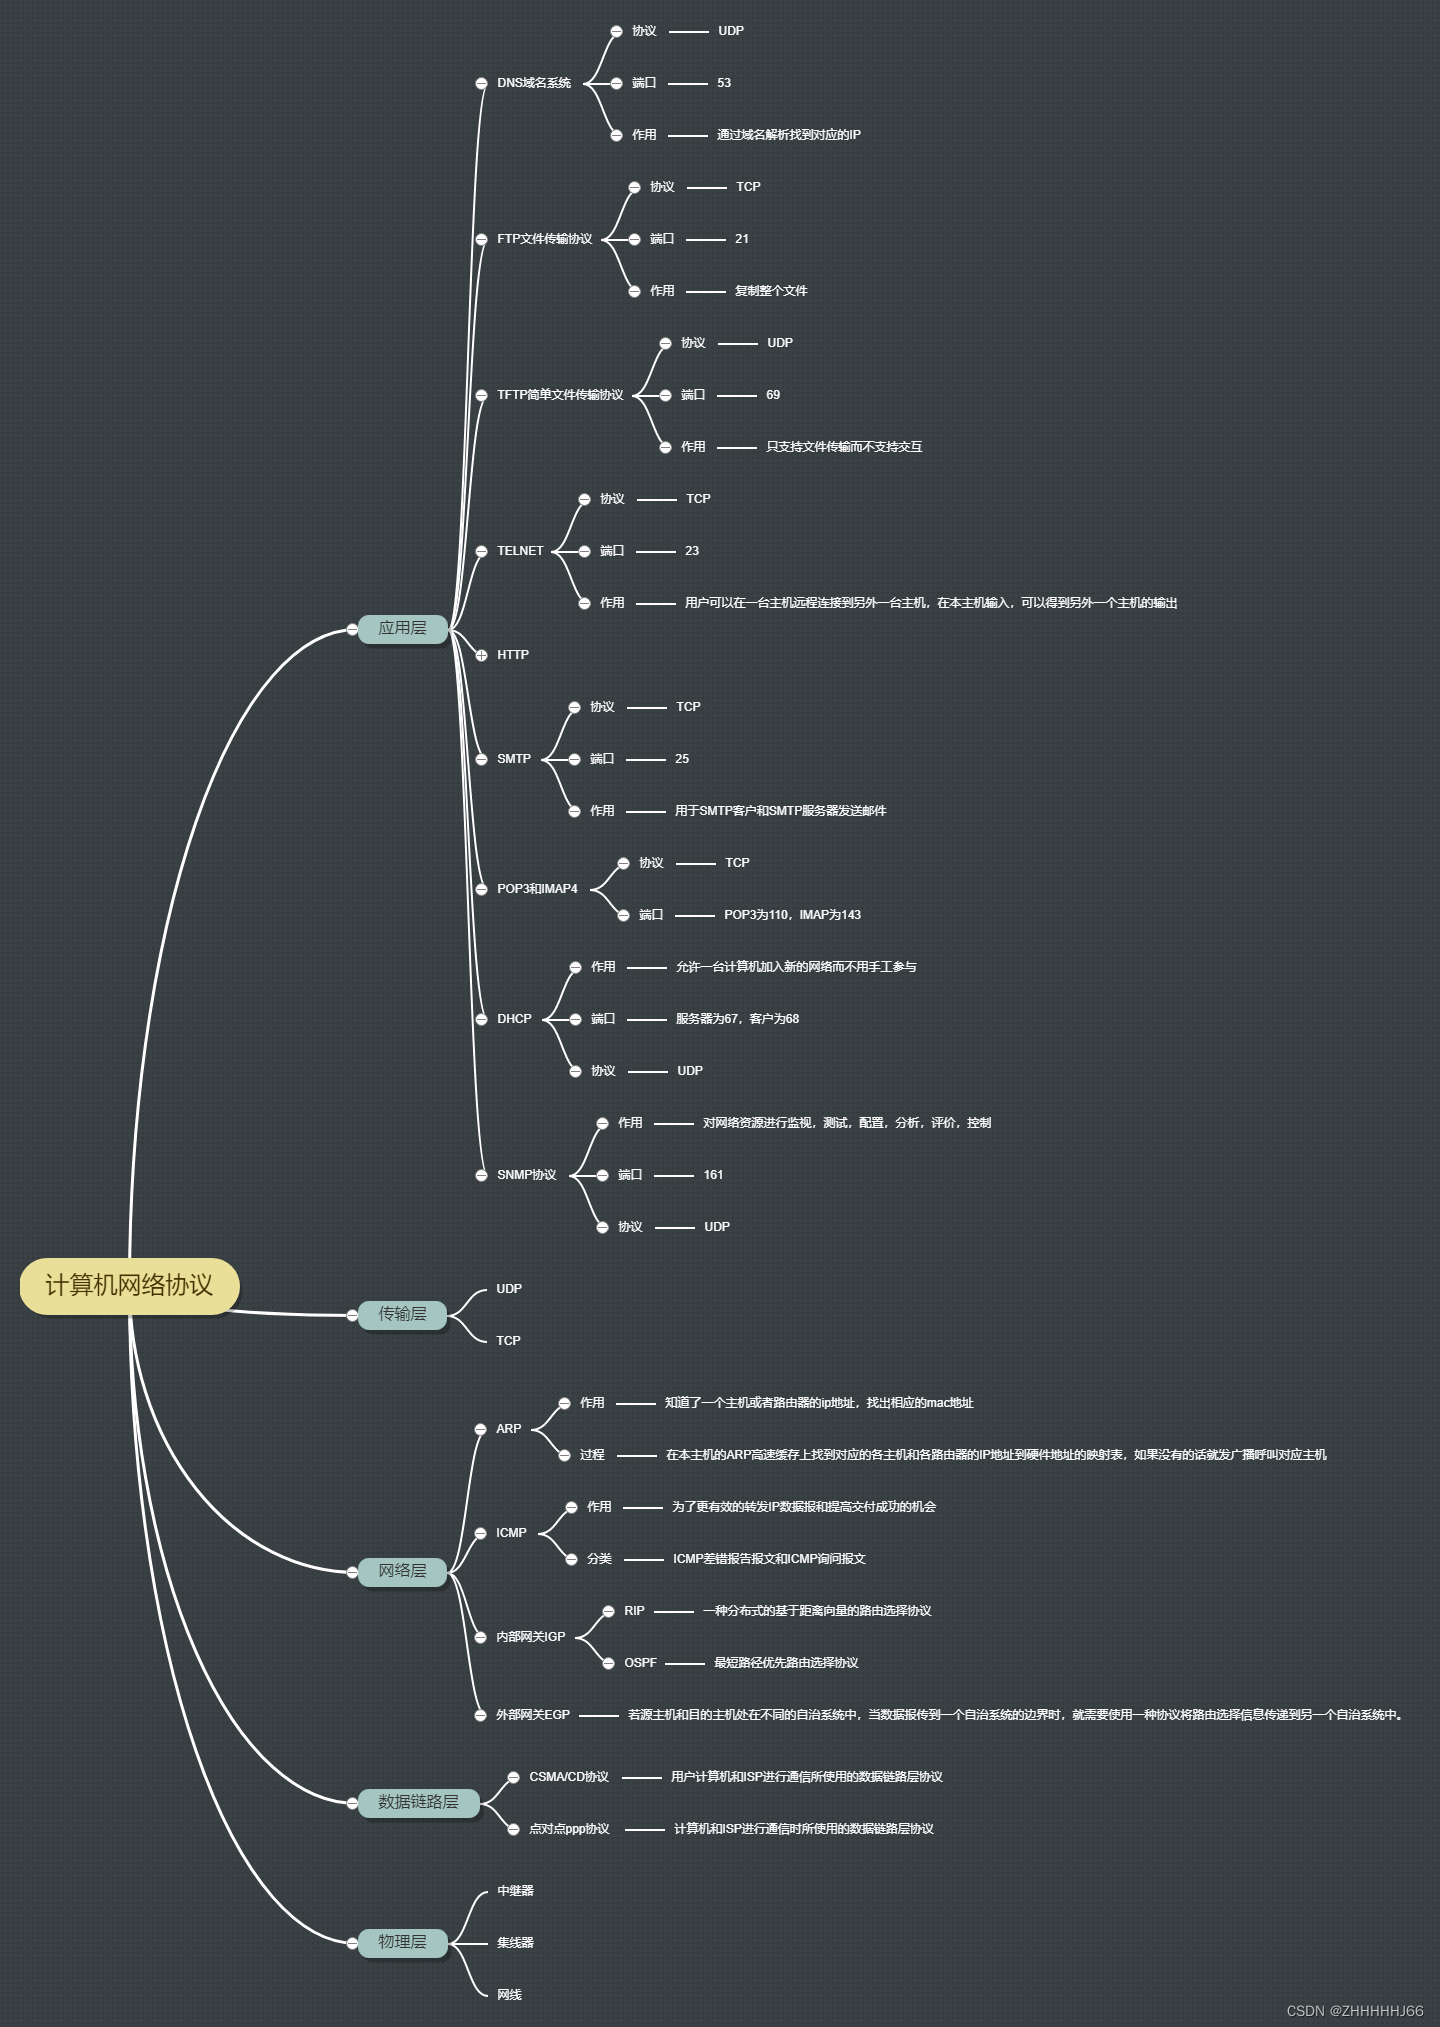 计算机网络协议
应用层
DNS域名系统
协议
UDP
端口
53
作用
通过域名解析找到对应的IP
FTP文件传输协议
协议
TCP
端口
21
作用
复制整个文件
TFTP简单文件传输协议
协议
UDP
端口
69
作用
只支持文件传输而不支持交互
TELNET
协议
TCP
端口
23
作用
用户可以在一台主机远程连接到另外一台主机，在本主机输入，可以得到另外一个主机的输出
HTTP
SMTP
协议
TCP
端口
25
作用
用于SMTP客户和SMTP服务器发送邮件
POP3和IMAP4
协议
TCP
端口
POP3为110，IMAP为143
DHCP
作用
允许一台计算机加入新的网络而不用手工参与
端口
服务器为67，客户为68
协议
UDP
SNMP协议
作用
对网络资源进行监视，测试，配置，分析，评价，控制
端口
161
协议
UDP
传输层
UDP
TCP
网络层
ARP
作用
知道了一个主机或者路由器的ip地址，找出相应的mac地址
过程
在本主机的ARP高速缓存上找到对应的各主机和各路由器的IP地址到硬件地址的映射表，如果没有的话就发广播呼叫对应主机
ICMP
作用
为了更有效的转发IP数据报和提高交付成功的机会
分类
ICMP差错报告报文和ICMP询问报文
内部网关IGP
RIP
一种分布式的基于距离向量的路由选择协议
OSPF
最短路径优先路由选择协议
外部网关EGP
若源主机和目的主机处在不同的自治系统中，当数据报传到一个自治系统的边界时，就需要使用一种协议将路由选择信息传递到另一个自治系统中。
数据链路层
CSMA/CD协议
用户计算机和ISP进行通信所使用的数据链路层协议
点对点ppp协议
计算机和ISP进行通信时所使用的数据链路层协议
物理层
中继器
集线器
网线
CSDN @ZHHHHHJ66